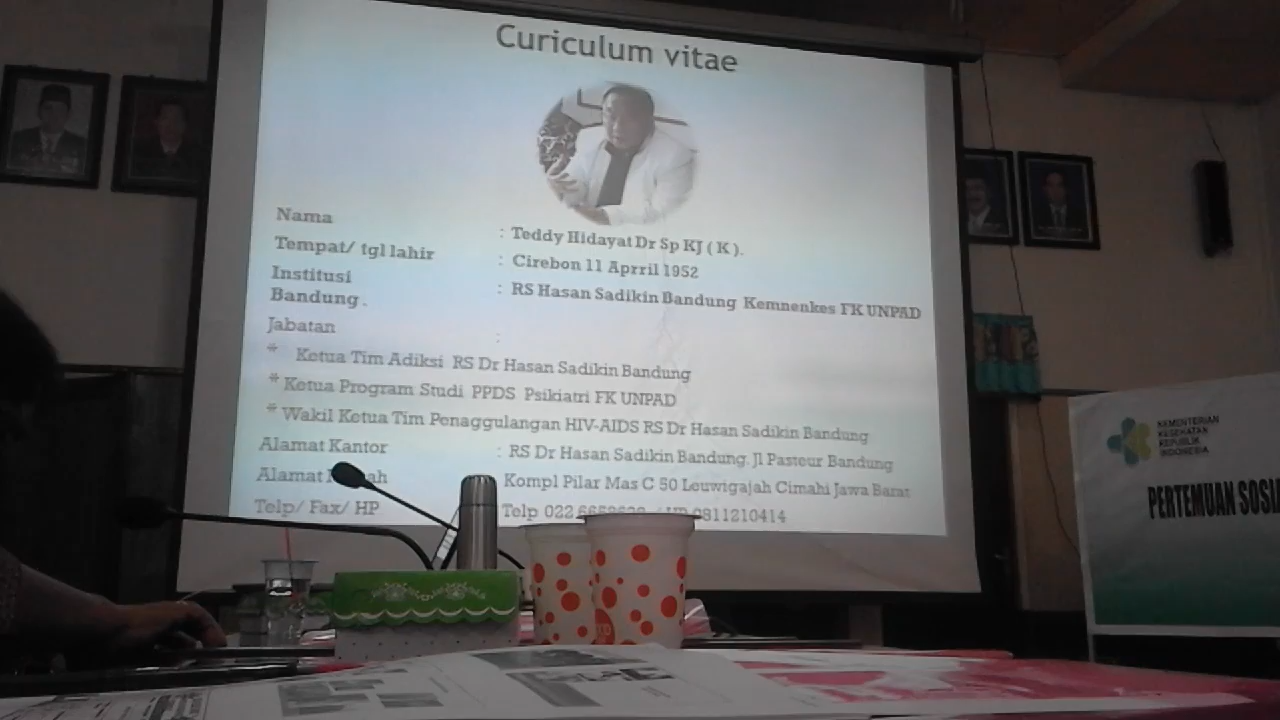 Curiculum vitae
Nama : Teddy Hidayat Dr Sp KJ ( K ).
Tempat/ tgl lahir : Cirebon 11 Aprril 1952
Institusi : RS Hasan Sadikin Bandung Kemnenkes FK UNPAD
Bandung .
Jabatan :
* Ketua Tim Adiksi RS Dr Hasan Sadikin Bandung
* Ketua Program Studi PPDS Psikiatri FK UNPAD
* Wakil Ketua Tim Penaggulangan HIV-AIDS RS Dr Hasan Sadikin Bandung
Alamat Kantor : RS Dr Hasan Sadikin Bandung. Jl Pasteur Bandung
Alamat Kompl Pilar Mas C 50 Leuwigajah Cimahi Jawa Barat
Telp/ Fax/ HP Telp 022 / HP 0811210414
KEMENTERIAN
KESEHATAN
REPUBLIK
INDONESIA
PERTEMUAN SOSI